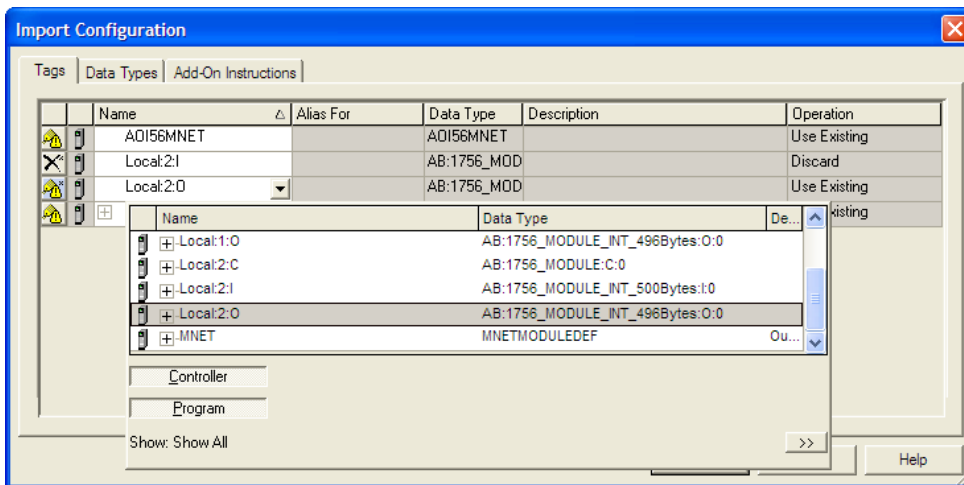 Import Configuration
Tags Data Types Add-On Instructions
Name Alias For Data Type Description Operation
AOI56MNET AOI56MNET Use Existing
Local:2:I AB:1756_MOD Discard
Local:2:O AB:1756_MOD Use Existing
xisting
Name Data Type De...
Local:1:O AB:1756_MODULE_INT_496Bytes:O:0
Local:2:C AB:1756_MODULE:C:0
Local:2:I AB:1756_MODULE_INT_500Bytes:I:0
Local:2:O AB:1756_MODULE_INT_496Bytes:O:0
MNET MNETMODULEDEF Ou...
Controller
Program
Show: Show All >>
Help